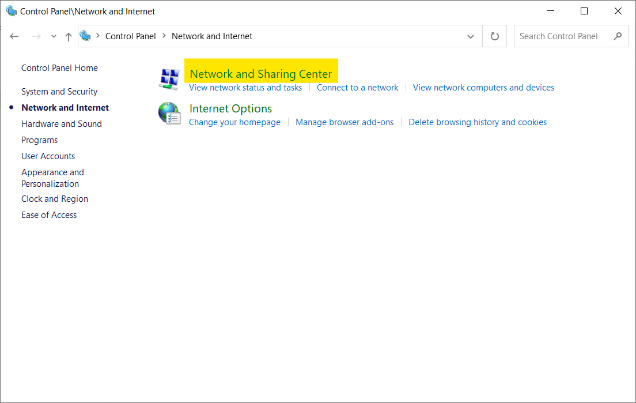 Control Panel\Network and Internet
Control Panel Network and Internet
Search Control Panel
Control Panel Home
System and Security
Network and Internet
Hardware and Sound
Programs
User Accounts
Appearance and
Personalization
Clock and Region
Ease of Access
Network and Sharing Center
View network status and tasks Connect to a network View network computers and devices
Internet Options
Change your homepage Manage browser add-ons Delete browsing history and cookies